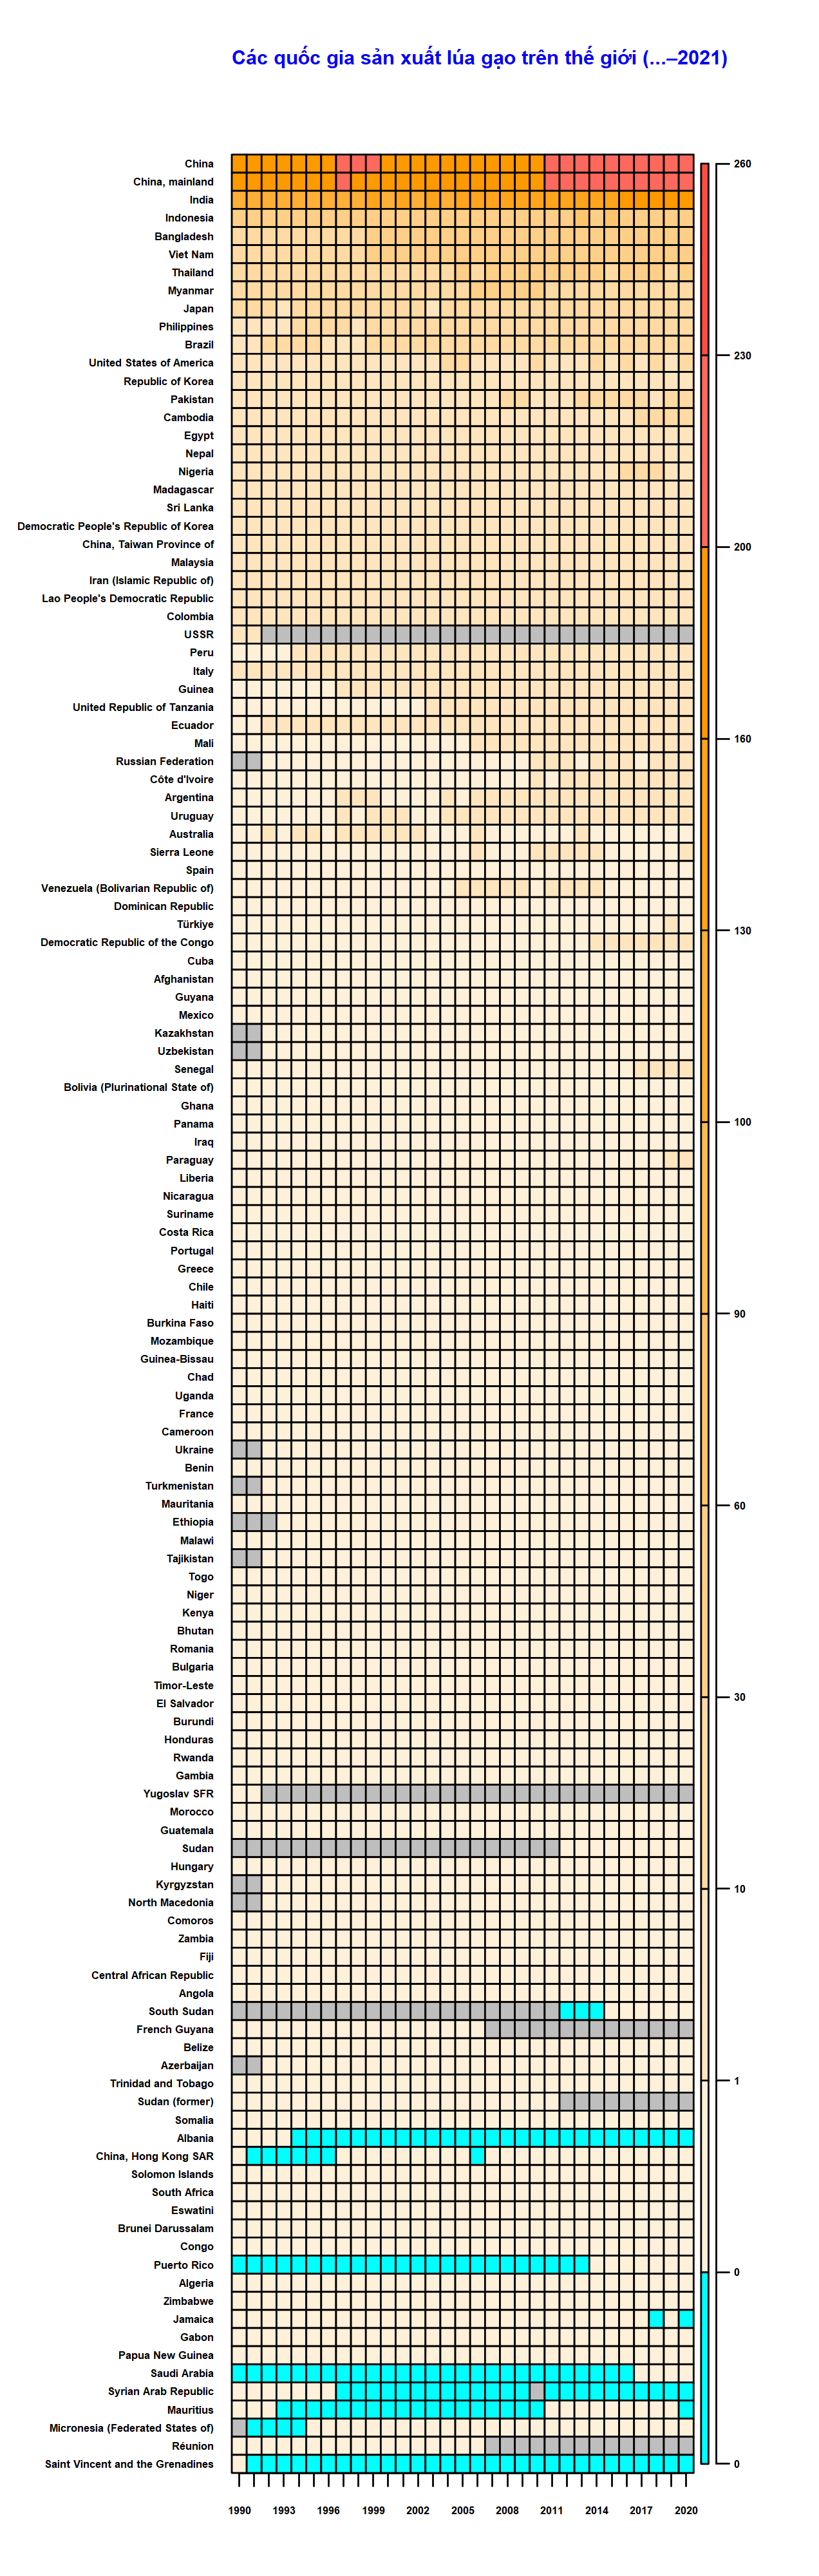 Các quốc gia sản xuất lúa gạo trên thế giới (...–2021)
China
China, mainland
India
Indonesia
Bangladesh
Viet Nam
Thailand
Myanmar
Japan
Philippines
Brazil
United States of America
Republic of Korea
Pakistan
Cambodia
Egypt
Nepal
Nigeria
Madagascar
Sri Lanka
Democratic People's Republic of Korea
China, Taiwan Province of
Malaysia
Iran (Islamic Republic of)
Lao People's Democratic Republic
Colombia
USSR
Peru
Italy
Guinea
United Republic of Tanzania
Ecuador
Mali
Russian Federation
Côte d'Ivoire
Argentina
Uruguay
Australia
Sierra Leone
Spain
Venezuela (Bolivarian Republic of)
Dominican Republic
Türkiye
Democratic Republic of the Congo
Cuba
Afghanistan
Guyana
Mexico
Kazakhstan
Uzbekistan
Senegal
Bolivia (Plurinational State of)
Ghana
Panama
Iraq
Paraguay
Liberia
Nicaragua
Suriname
Costa Rica
Portugal
Greece
Chile
Haiti
Burkina Faso
Mozambique
Guinea-Bissau
Chad
Uganda
France
Cameroon
Ukraine
Benin
Turkmenistan
Mauritania
Ethiopia
Malawi
Tajikistan
Togo
Niger
Kenya
Bhutan
Romania
Bulgaria
Timor-Leste
El Salvador
Burundi
Honduras
Rwanda
Gambia
Yugoslav SFR
Morocco
Guatemala
Sudan
Hungary
Kyrgyzstan
North Macedonia
Comoros
Zambia
Fiji
Central African Republic
Angola
South Sudan
French Guyana
Belize
Azerbaijan
Trinidad and Tobago
Sudan (former)
Somalia
Albania
China, Hong Kong SAR
Solomon Islands
South Africa
Eswatini
Brunei Darussalam
Congo
Puerto Rico
Algeria
Zimbabwe
Jamaica
Gabon
Papua New Guinea
Saudi Arabia
Syrian Arab Republic
Mauritius
Micronesia (Federated States of)
Réunion
Saint Vincent and the Grenadines
1990 1993 1996 1999 2002 2005 2008 2011 2014 2017 2020
260
230
200
160
130
100
90
60
30
10
1
0
0